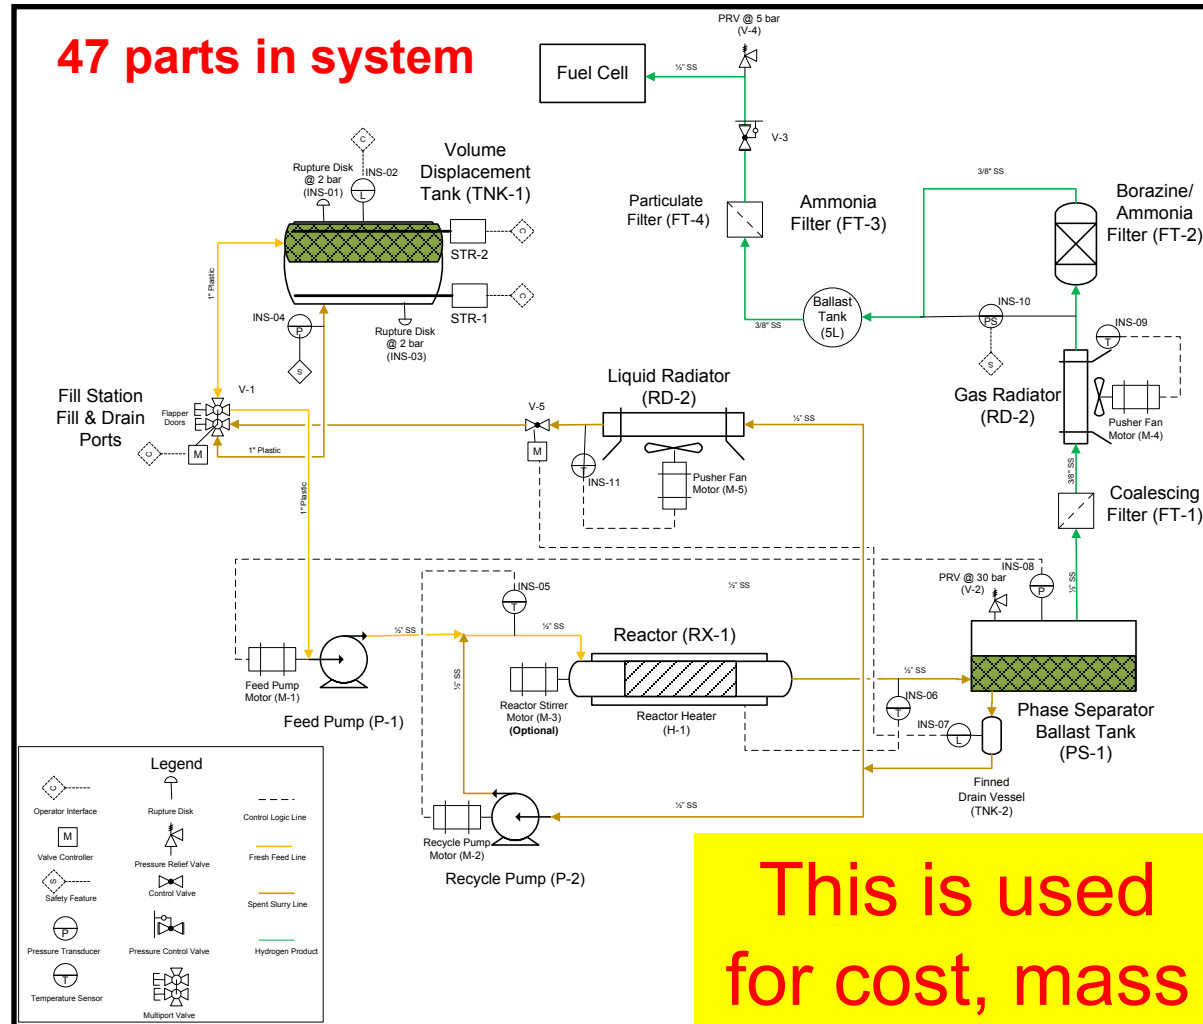 47 parts in system
PRV @ 5 bar
(V-4)
Fuel Cell
½" SS
V-3
C
Volume
Displacement
Tank (TNK-1)
Rupture Disk
@ 2 bar
(INS-01)
INS-02
L
STR-2
C
STR-1
C
INS-04
P
S
Rupture Disk
@ 2 bar
(INS-03)
1" Plastic
Particulate
Filter (FT-4)
½" SS
Ammonia
Filter (FT-3)
3/8" SS
Borazine/
Ammonia
Filter (FT-2)
Ballast
Tank
(5L)
3/8" SS
INS-10
PS
S
INS-09
T
Gas Radiator
(RD-2)
Pusher Fan
Motor (M-4)
3/8" SS
Fill Station
Fill & Drain
Ports
V-1
Flapper
Doors
C
M
1" Plastic
1" Plastic
V-5
M
Liquid Radiator
(RD-2)
½" SS
T
INS-11
Pusher Fan
Motor (M-5)
Coalescing
Filter (FT-1)
½" SS
INS-08
P
PRV @ 30 bar
(V-2)
INS-05
T
½" SS
½" SS
½" SS
½" SS
Reactor (RX-1)
Feed Pump
Motor (M-1)
Feed Pump (P-1)
Reactor Stirrer
Motor (M-3)
(Optional)
Reactor Heater
(H-1)
½" SS
INS-06
T
INS-07
L
Phase Separator
Ballast Tank
(PS-1)
Finned
Drain Vessel
(TNK-2)
½" SS
Recycle Pump
Motor (M-2)
Recycle Pump (P-2)
Legend
C
Operator Interface
Rupture Disk
Control Logic Line
M
Valve Controller
Pressure Relief Valve
Fresh Feed Line
S
Safety Feature
Control Valve
Spent Slurry Line
P
Pressure Transducer
Pressure Control Valve
Hydrogen Product
T
Temperature Sensor
Multiport Valve
This is used
for cost, mass